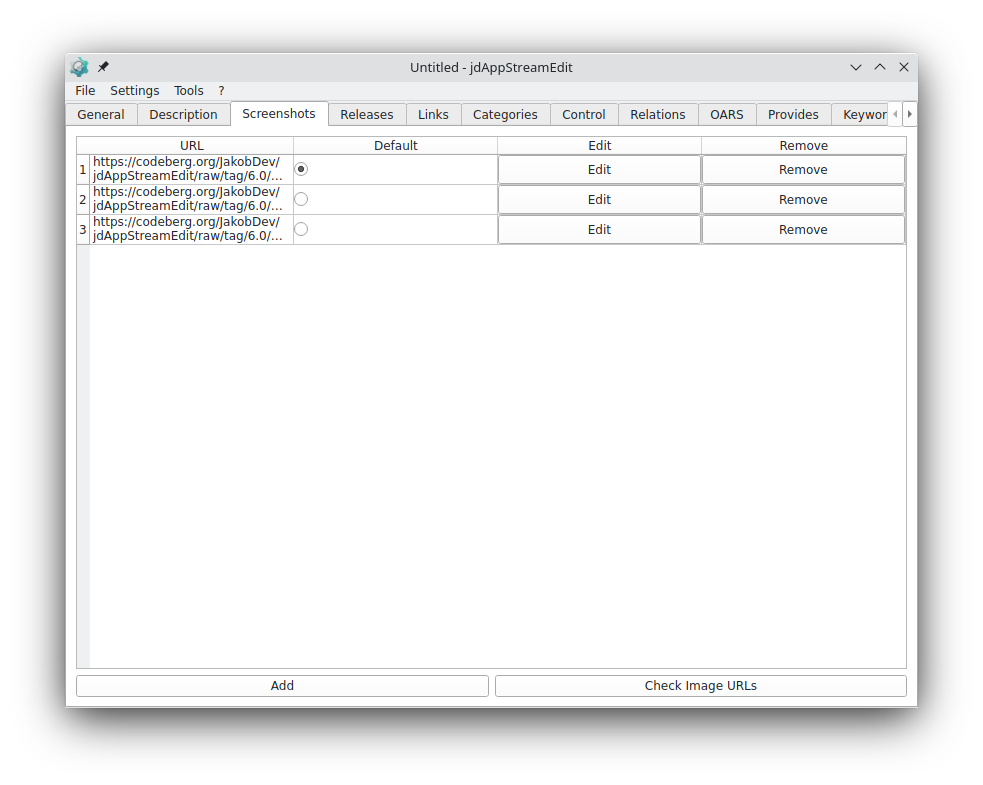 Untitled - jdAppStreamEdit
File Settings Tools ?
General Description Screenshots Releases Links Categories Control Relations OARS Provides Keywor
URL Default Edit Remove
1 https://codeberg.org/JakobDev/
jdAppStreamEdit/raw/tag/6.0/... Edit Remove
2 https://codeberg.org/JakobDev/
jdAppStreamEdit/raw/tag/6.0/... Edit Remove
3 https://codeberg.org/JakobDev/
jdAppStreamEdit/raw/tag/6.0/... Edit Remove
Add Check Image URLs